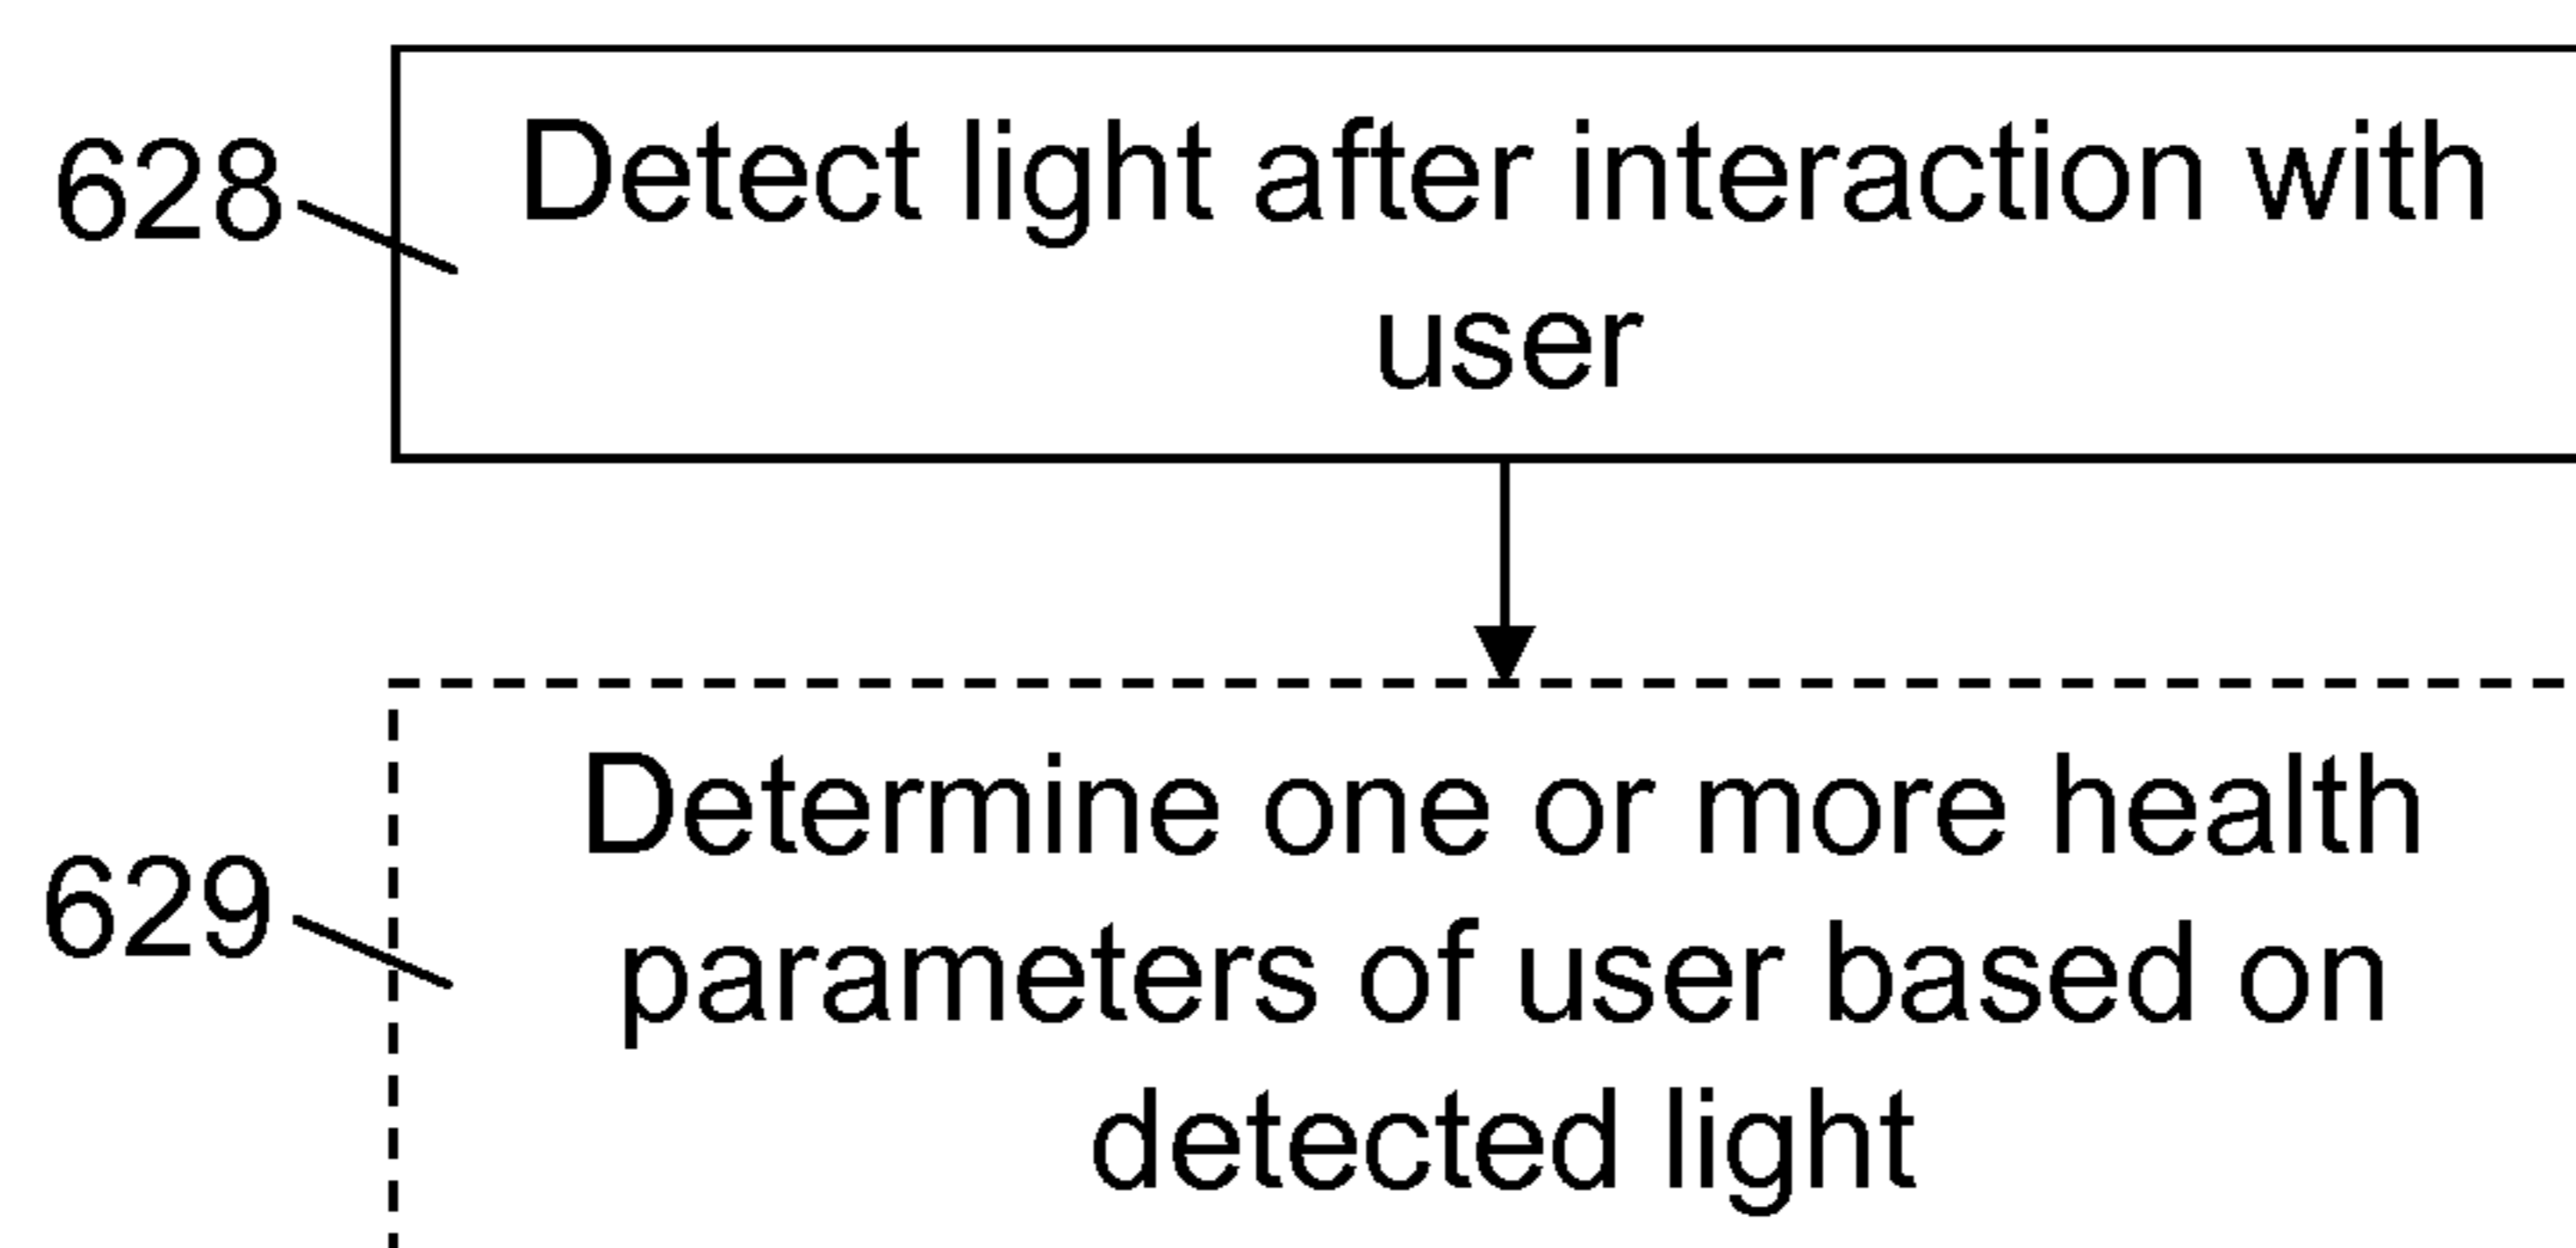 628
Detect light after interaction with
user
629
Determine one or more health
parameters of user based on
detected light